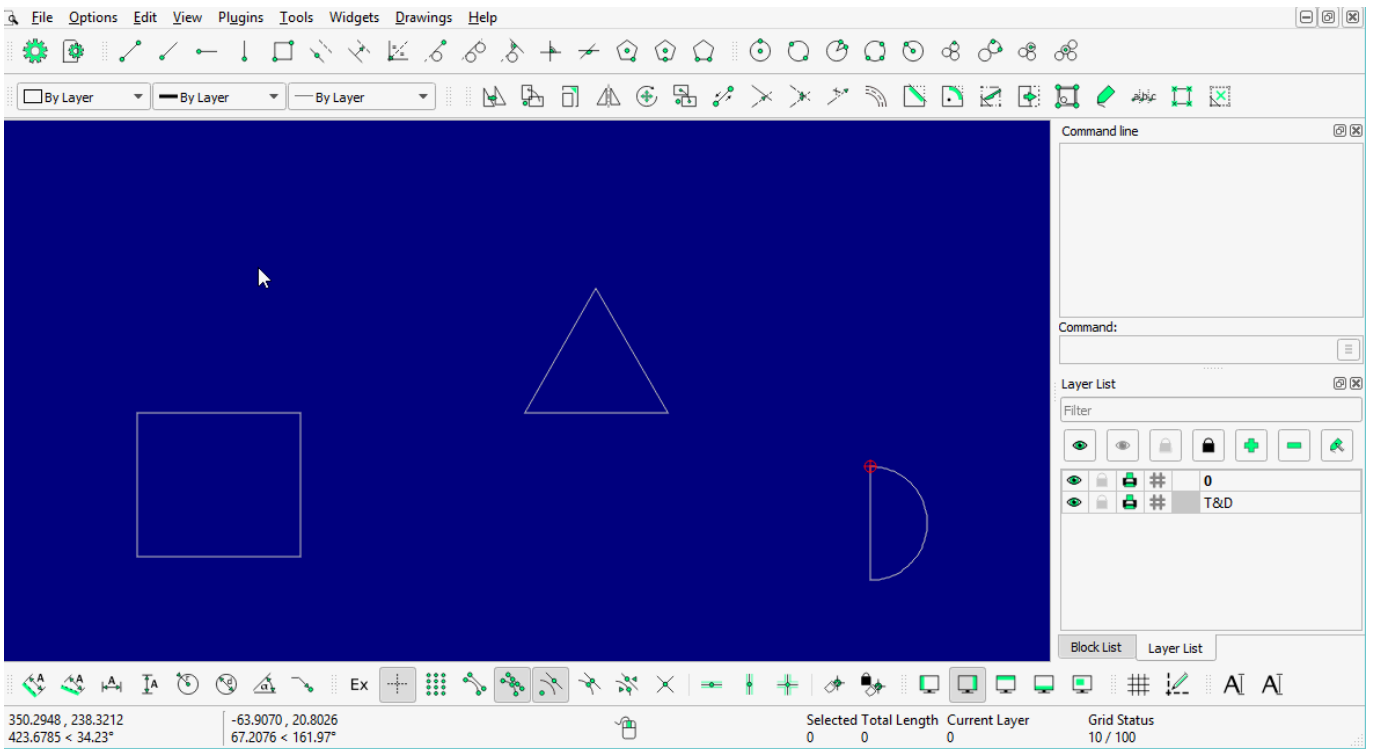 File Options Edit View Plugins Tools Widgets Drawings Help
By Layer By Layer By Layer
Command line
Command:
Layer List
Filter
0
T&D
Block List Layer List
Ex
AI AI
350.2948 , 238.3212 -63.9070 , 20.8026 Selected Total Length Current Layer Grid Status
423.6785 < 34.23° 67.2076 < 161.97° 0 0 0 10 / 100